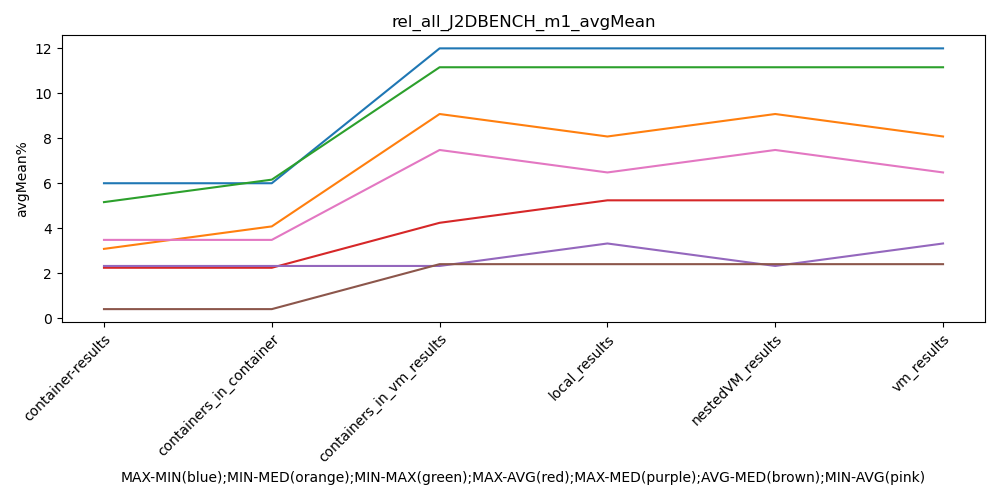 rel_all_J2DBENCH_m1_avgMean
avgMean%
12
10
8
6
4
2
0
container-results
containers_in_container
containers_in_vm_results
local_results
nestedVM_results
vm_results
MAX-MIN(blue);MIN-MED(orange);MIN-MAX(green);MAX-AVG(red);MAX-MED(purple);AVG-MED(brown);MIN-AVG(pink)